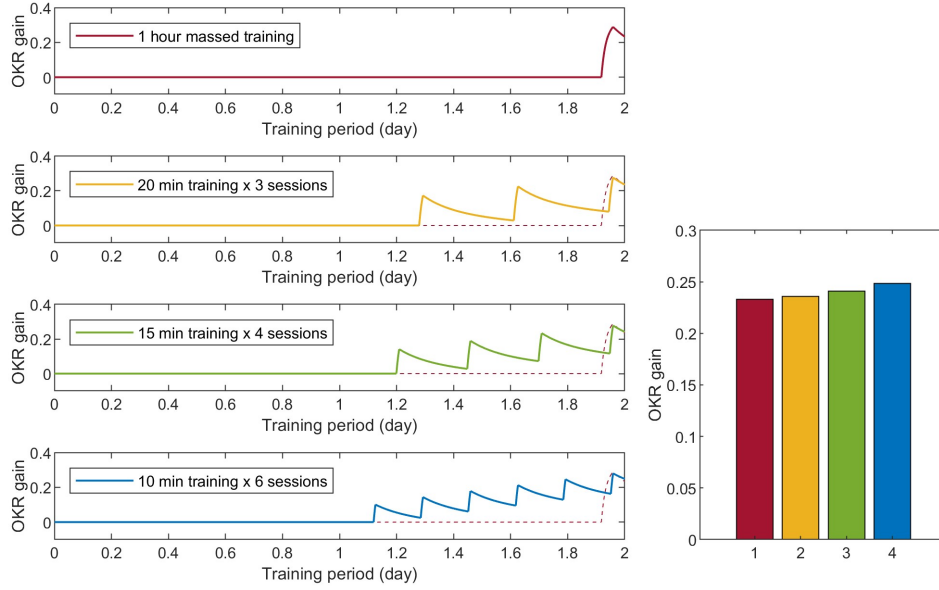 0.4
0.2
0
OKR gain
1 hour massed training
0 0.2 0.4 0.6 0.8 1 1.2 1.4 1.6 1.8 2
Training period (day)
0.4
0.2
0
OKR gain
20 min training x 3 sessions
0 0.2 0.4 0.6 0.8 1 1.2 1.4 1.6 1.8 2
Training period (day)
0.4
0.2
0
OKR gain
15 min training x 4 sessions
0 0.2 0.4 0.6 0.8 1 1.2 1.4 1.6 1.8 2
Training period (day)
0.4
0.2
0
OKR gain
10 min training x 6 sessions
0 0.2 0.4 0.6 0.8 1 1.2 1.4 1.6 1.8 2
Training period (day)
0.3
0.25
0.2
0.15
0.1
0.05
0
OKR gain
1 2 3 4